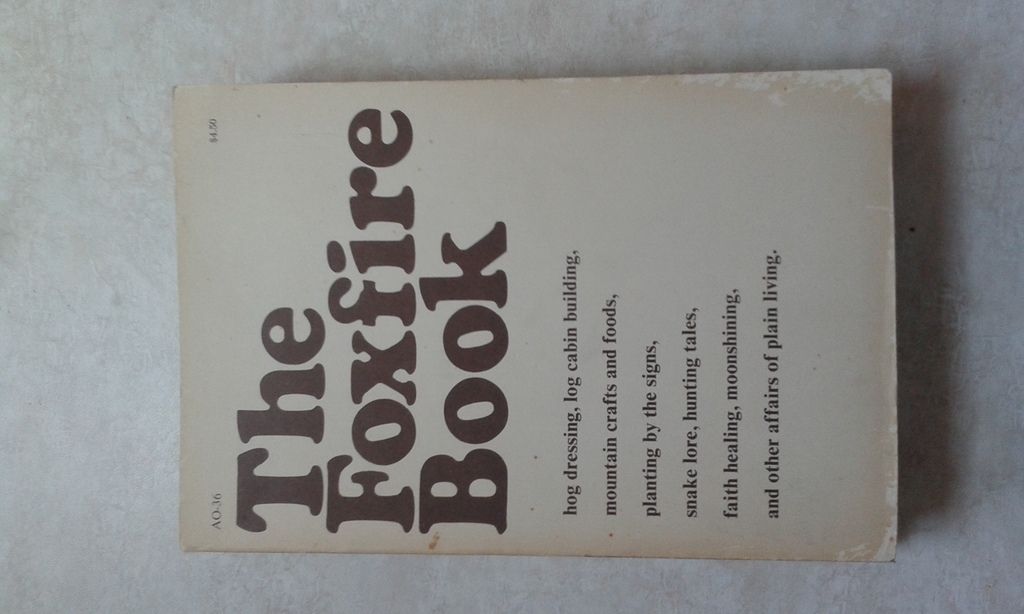 AO-36 $4.50
The
Foxfire
Book
hog dressing, log cabin building,
mountain crafts and foods,
planting by the signs,
snake lore, hunting tales,
faith healing, moonshining,
and other affairs of plain living.